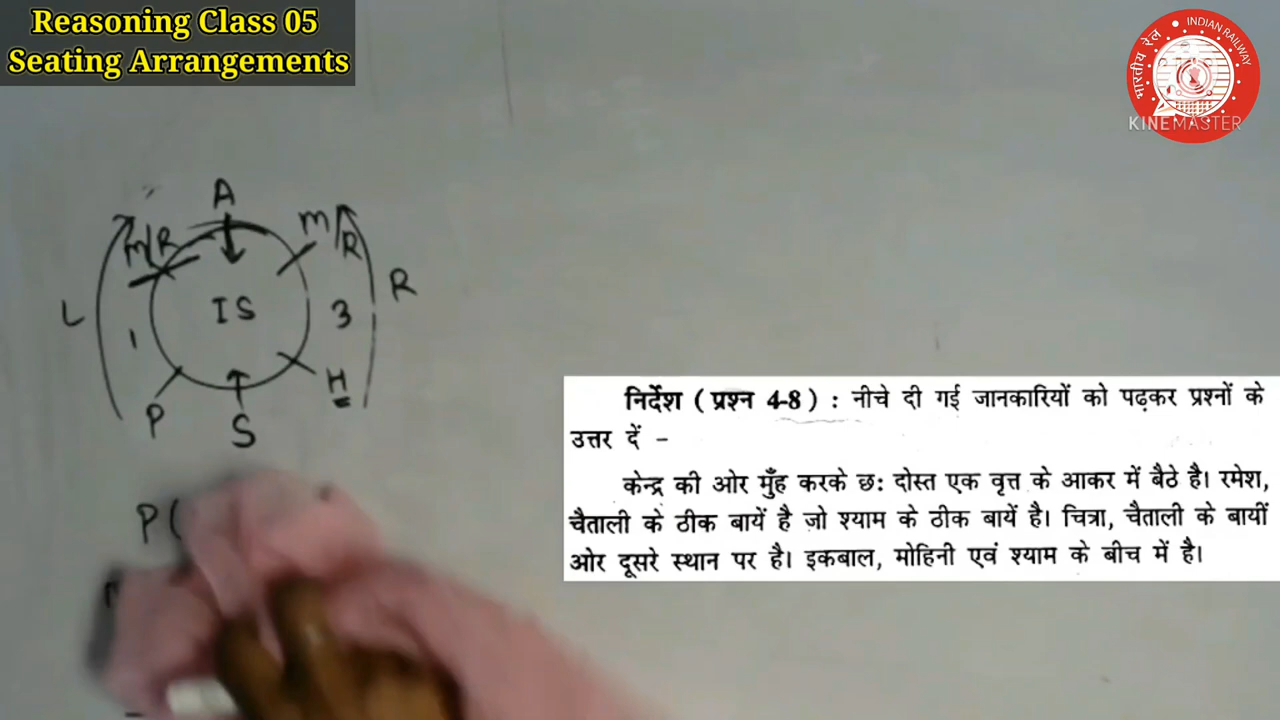 Reasoning Class 05
Seating Arrangements
भारतीय रेल
INDIAN RAILWAY
KINEMASTER
A
M/R
M/R
L
IS
R
1
3
P
H
S
P(
निर्देश ( प्रश्न 4-8 ) : नीचे दी गई जानकारियों को पढ़कर प्रश्नों के
उत्तर दें –
केन्द्र की ओर मुँह करके छः दोस्त एक वृत्त के आकर में बैठे है। रमेश,
चैताली के ठीक बायें है जो श्याम के ठीक बायें है। चित्रा, चैताली के बायीं
ओर दूसरे स्थान पर है। इकबाल, मोहिनी एवं श्याम के बीच में है।